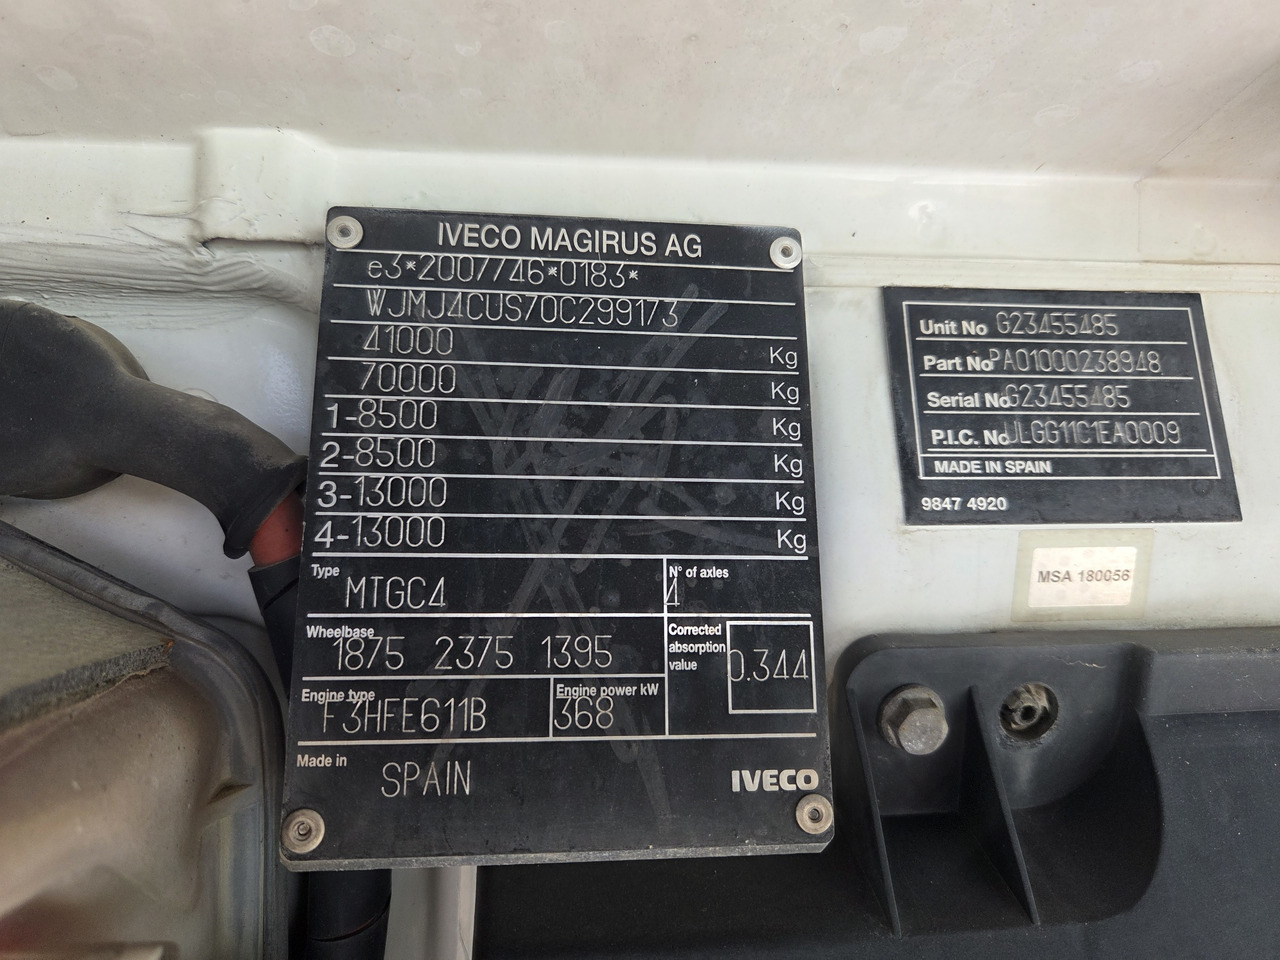 IVECO MAGIRUS AG
e3*2007/46*0183*
WJMJ4CUS70C299173
41000 Kg
70000 Kg
1-8500 Kg
2-8500 Kg
3-13000 Kg
4-13000 Kg
Type MTGC4
N° of axles 4
Wheelbase 1875 2375 1395
Corrected absorption value 0.344
Engine type F3HFE611B
Engine power kW 368
Made in SPAIN
IVECO
Unit No G23455485
Part No PA01000238948
Serial No G23455485
P.I.C. No JLGG11C1EA0009
MADE IN SPAIN
9847 4920
MSA 180056